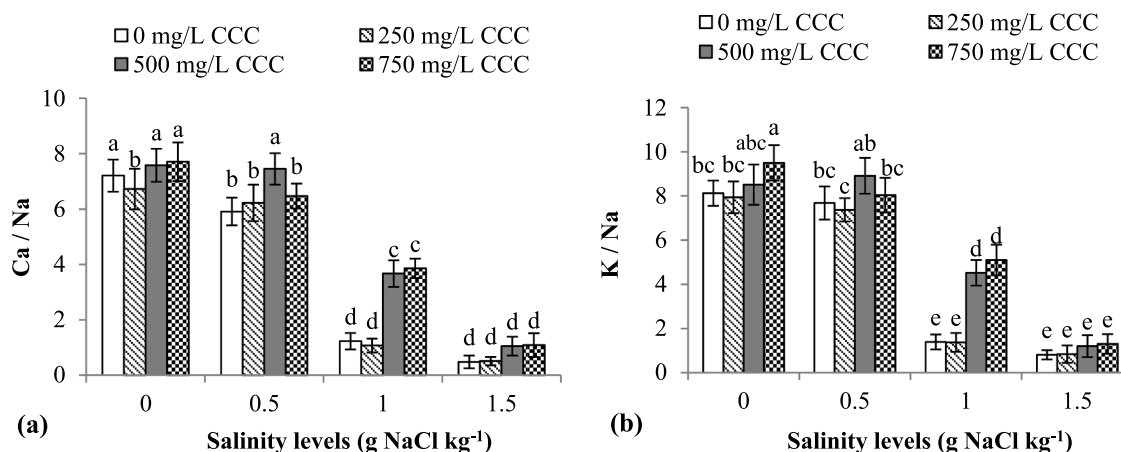 0 mg/L CCC 250 mg/L CCC
500 mg/L CCC 750 mg/L CCC
10
8
6
4
2
0
Ca / Na
a b a a
b b a b
d d c c
d d d d
0 0.5 1 1.5
(a)
Salinity levels (g NaCl kg⁻¹)
0 mg/L CCC 250 mg/L CCC
500 mg/L CCC 750 mg/L CCC
12
10
8
6
4
2
0
K / Na
bc bc abc a
bc c ab bc
e e d d
e e e e
0 0.5 1 1.5
(b)
Salinity levels (g NaCl kg⁻¹)